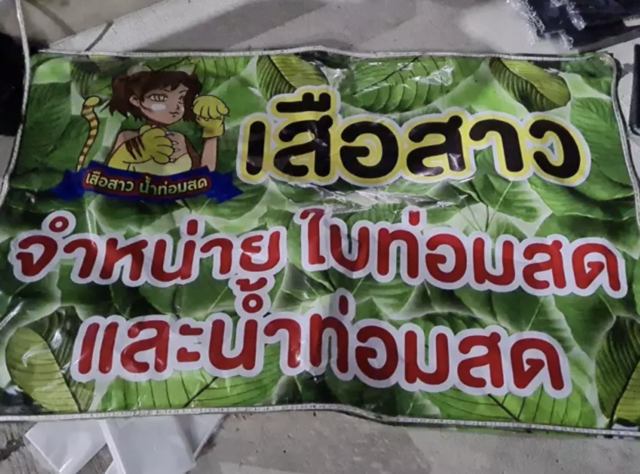 เสือสาว
เสือสาว น้ำท่อมสด
จำหน่าย ใบท่อมสด
และน้ำท่อมสด